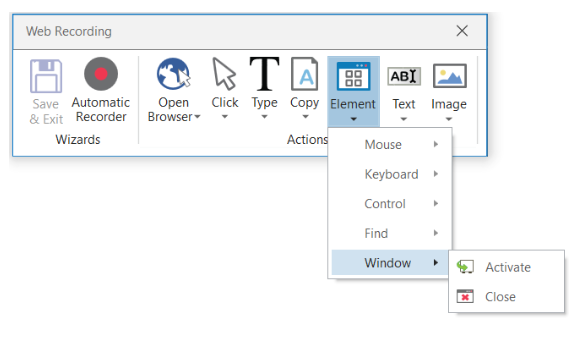 Web Recording
Save
& Exit
Automatic
Recorder
Open
Browser
Click
Type
Copy
Element
Text
Image
Wizards
Actions
Mouse
Keyboard
Control
Find
Window
Activate
Close
T
A
AB